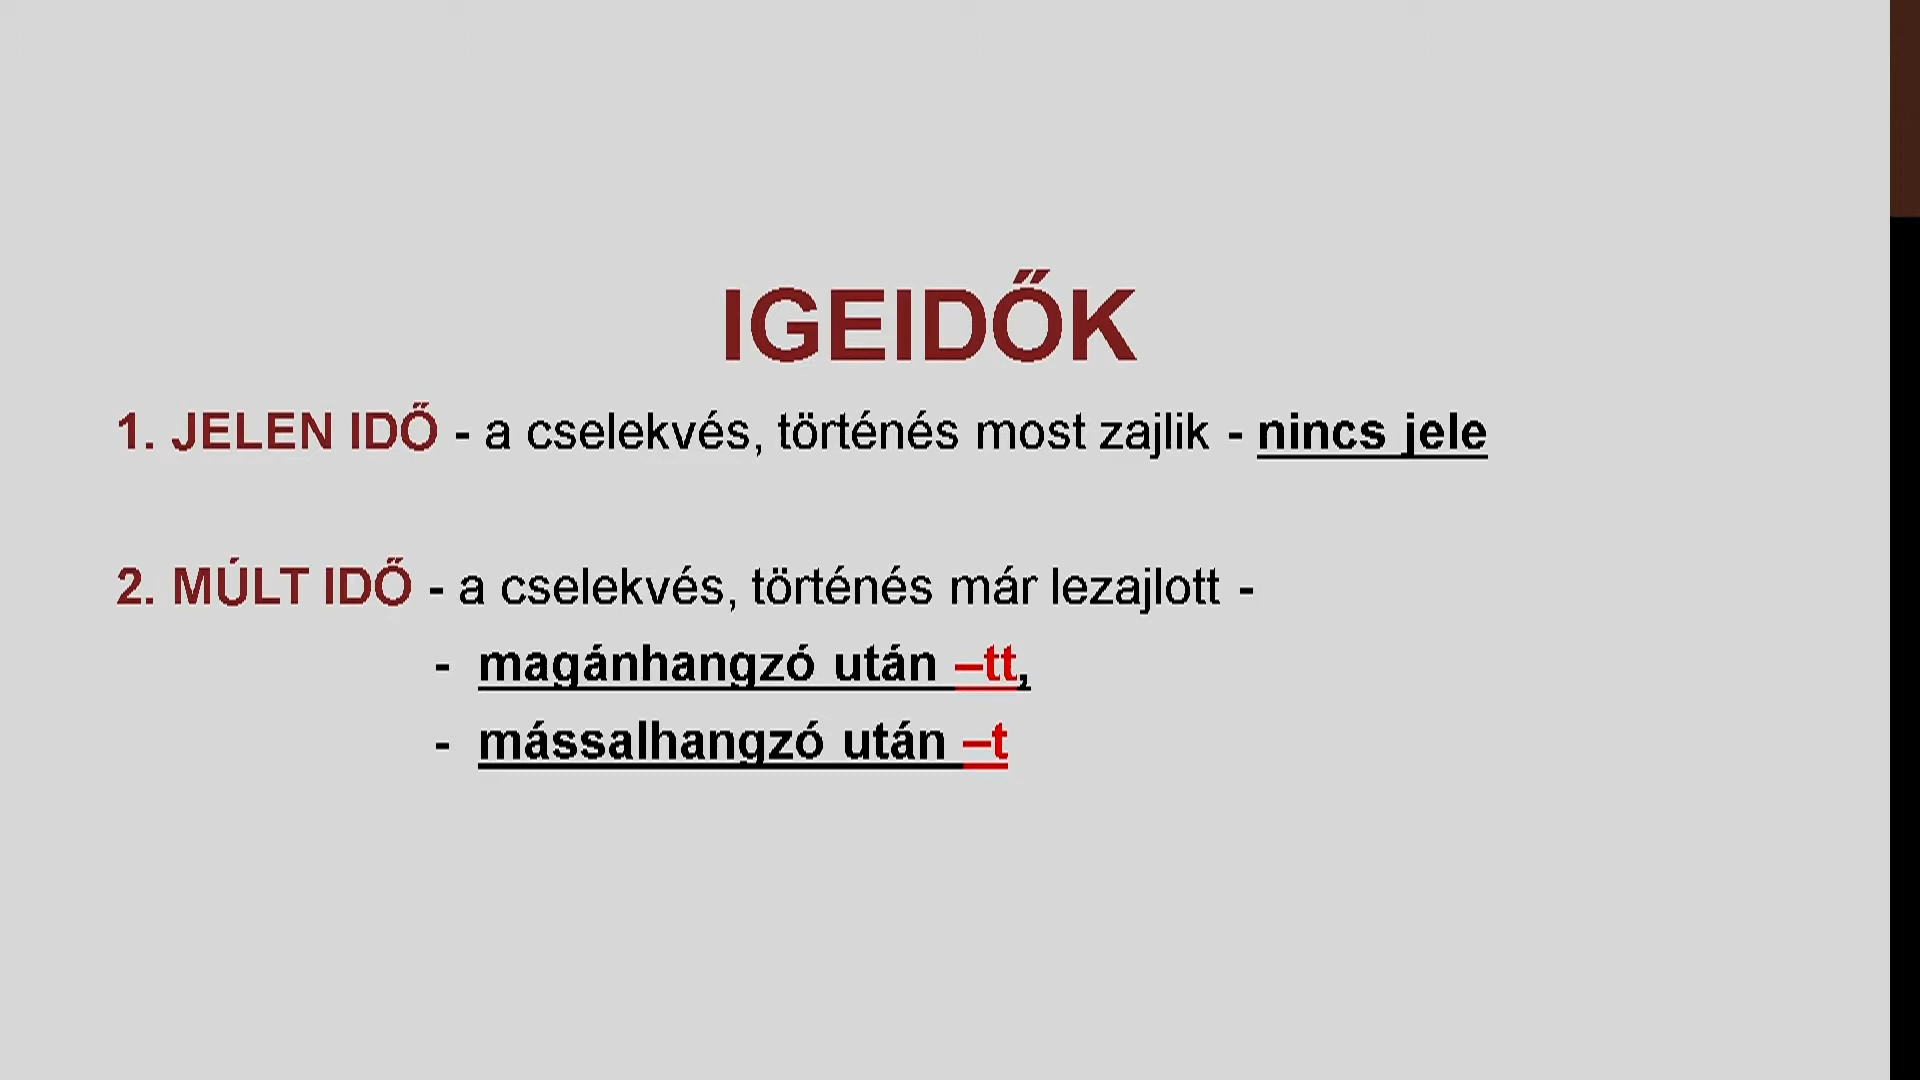 IGEIDŐK
1. JELEN IDŐ - a cselekvés, történés most zajlik - nincs jele
2. MÚLT IDŐ - a cselekvés, történés már lezajlott -
- magánhangzó után –tt,
- mássalhangzó után –t